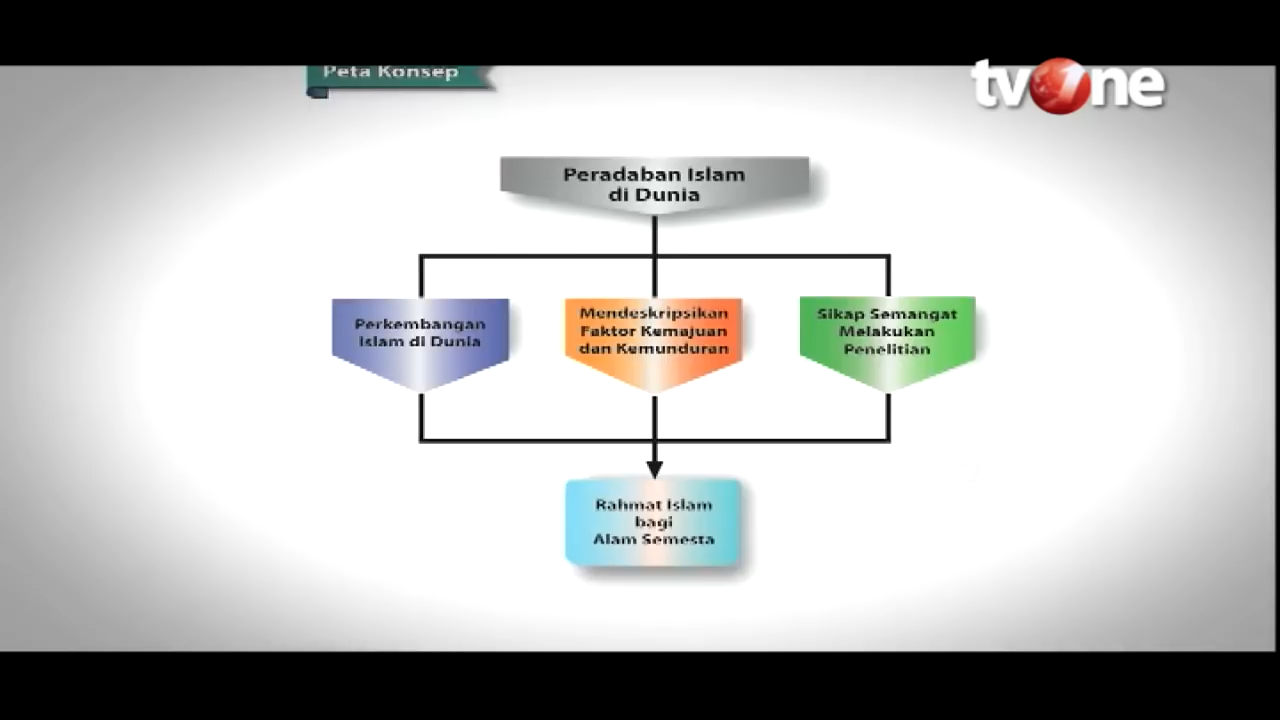 Peta Konsep
tvOne
Peradaban Islam
di Dunia
Perkembangan
Islam di Dunia
Mendeskripsikan
Faktor Kemajuan
dan Kemunduran
Sikap Semangat
Melakukan
Penelitian
Rahmat Islam
bagi
Alam Semesta